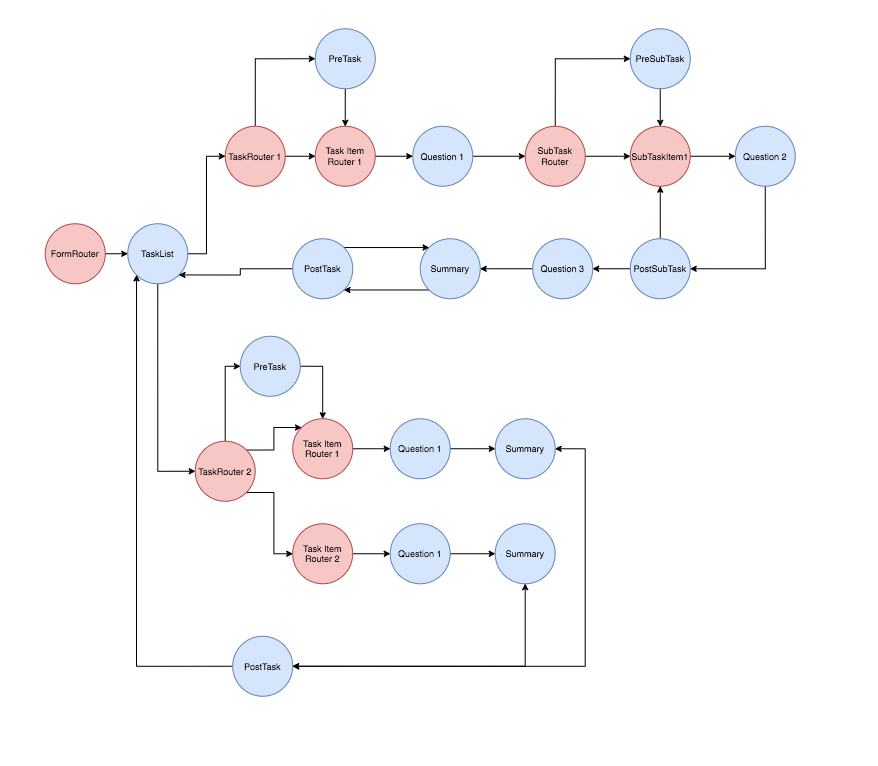 PreTask
PreSubTask
TaskRouter 1
Task Item
Router 1
Question 1
SubTask
Router
SubTaskItem1
Question 2
FormRouter
TaskList
PostTask
Summary
Question 3
PostSubTask
PreTask
TaskRouter 2
Task Item
Router 1
Question 1
Summary
Task Item
Router 2
Question 1
Summary
PostTask